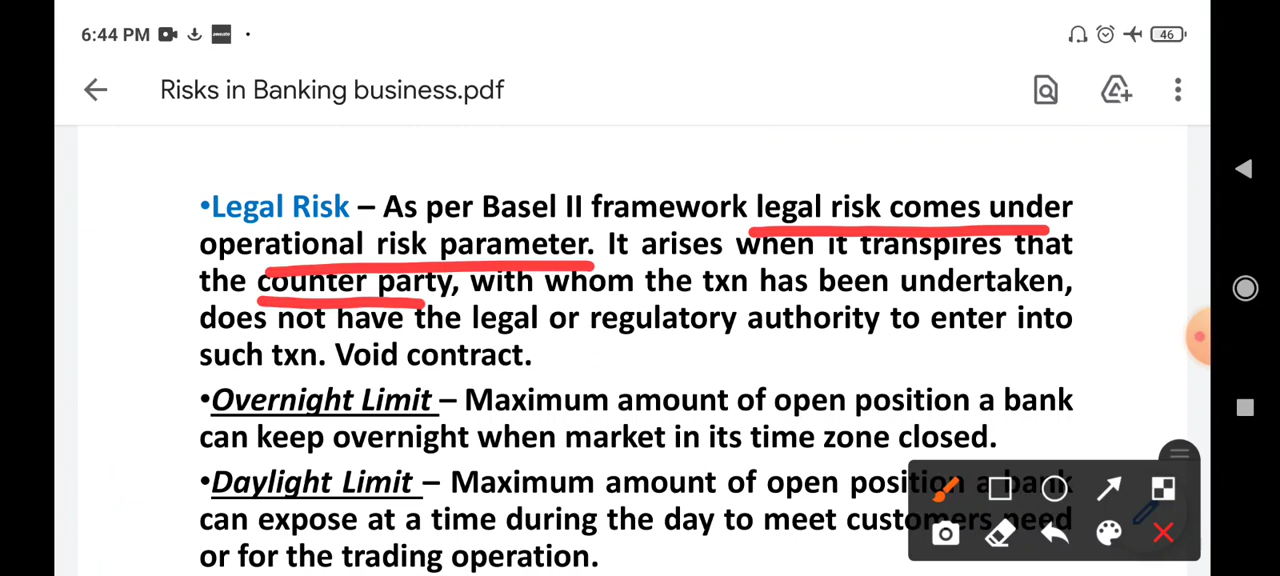 6:44 PM
46
Risks in Banking business.pdf
•Legal Risk – As per Basel II framework legal risk comes under
operational risk parameter. It arises when it transpires that
the counter party, with whom the txn has been undertaken,
does not have the legal or regulatory authority to enter into
such txn. Void contract.
•Overnight Limit – Maximum amount of open position a bank
can keep overnight when market in its time zone closed.
•Daylight Limit – Maximum amount of open position a bank
can expose at a time during the day to meet customers need
or for the trading operation.